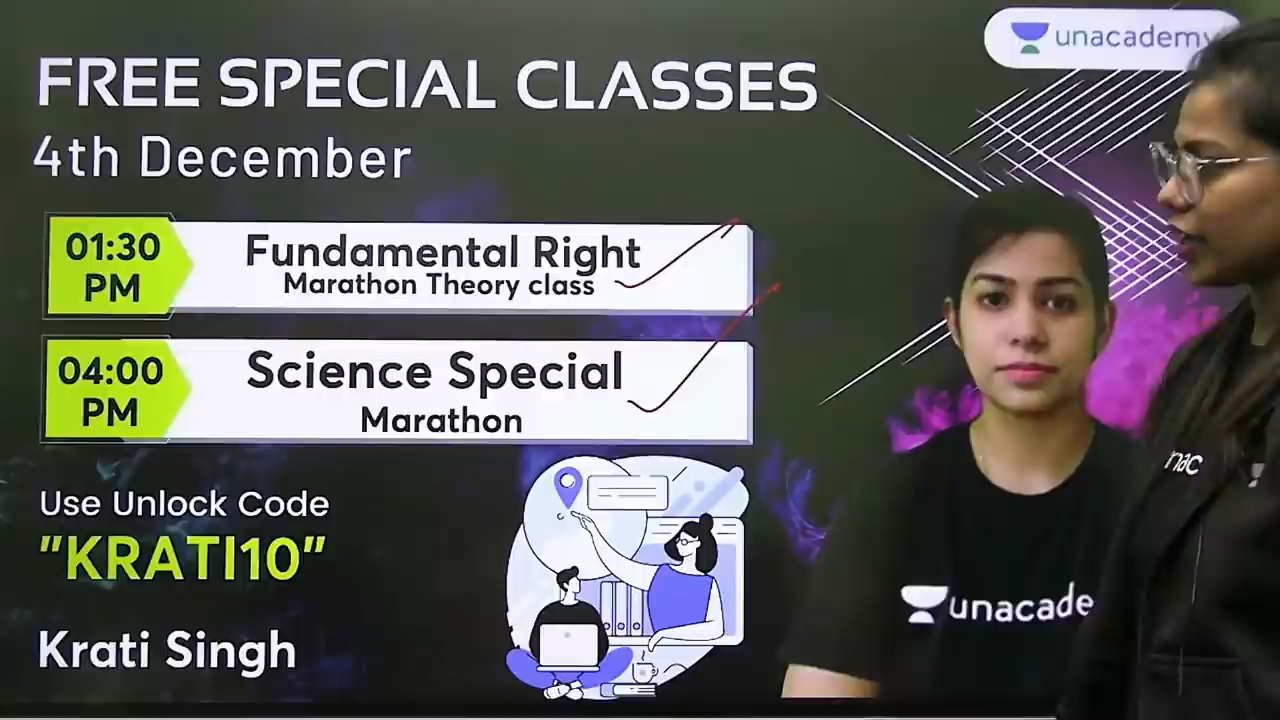 unacademy
FREE SPECIAL CLASSES
4th December
01:30
PM
Fundamental Right
Marathon Theory class
04:00
PM
Science Special
Marathon
Use Unlock Code
"KRATI10"
Krati Singh
unacade
nac